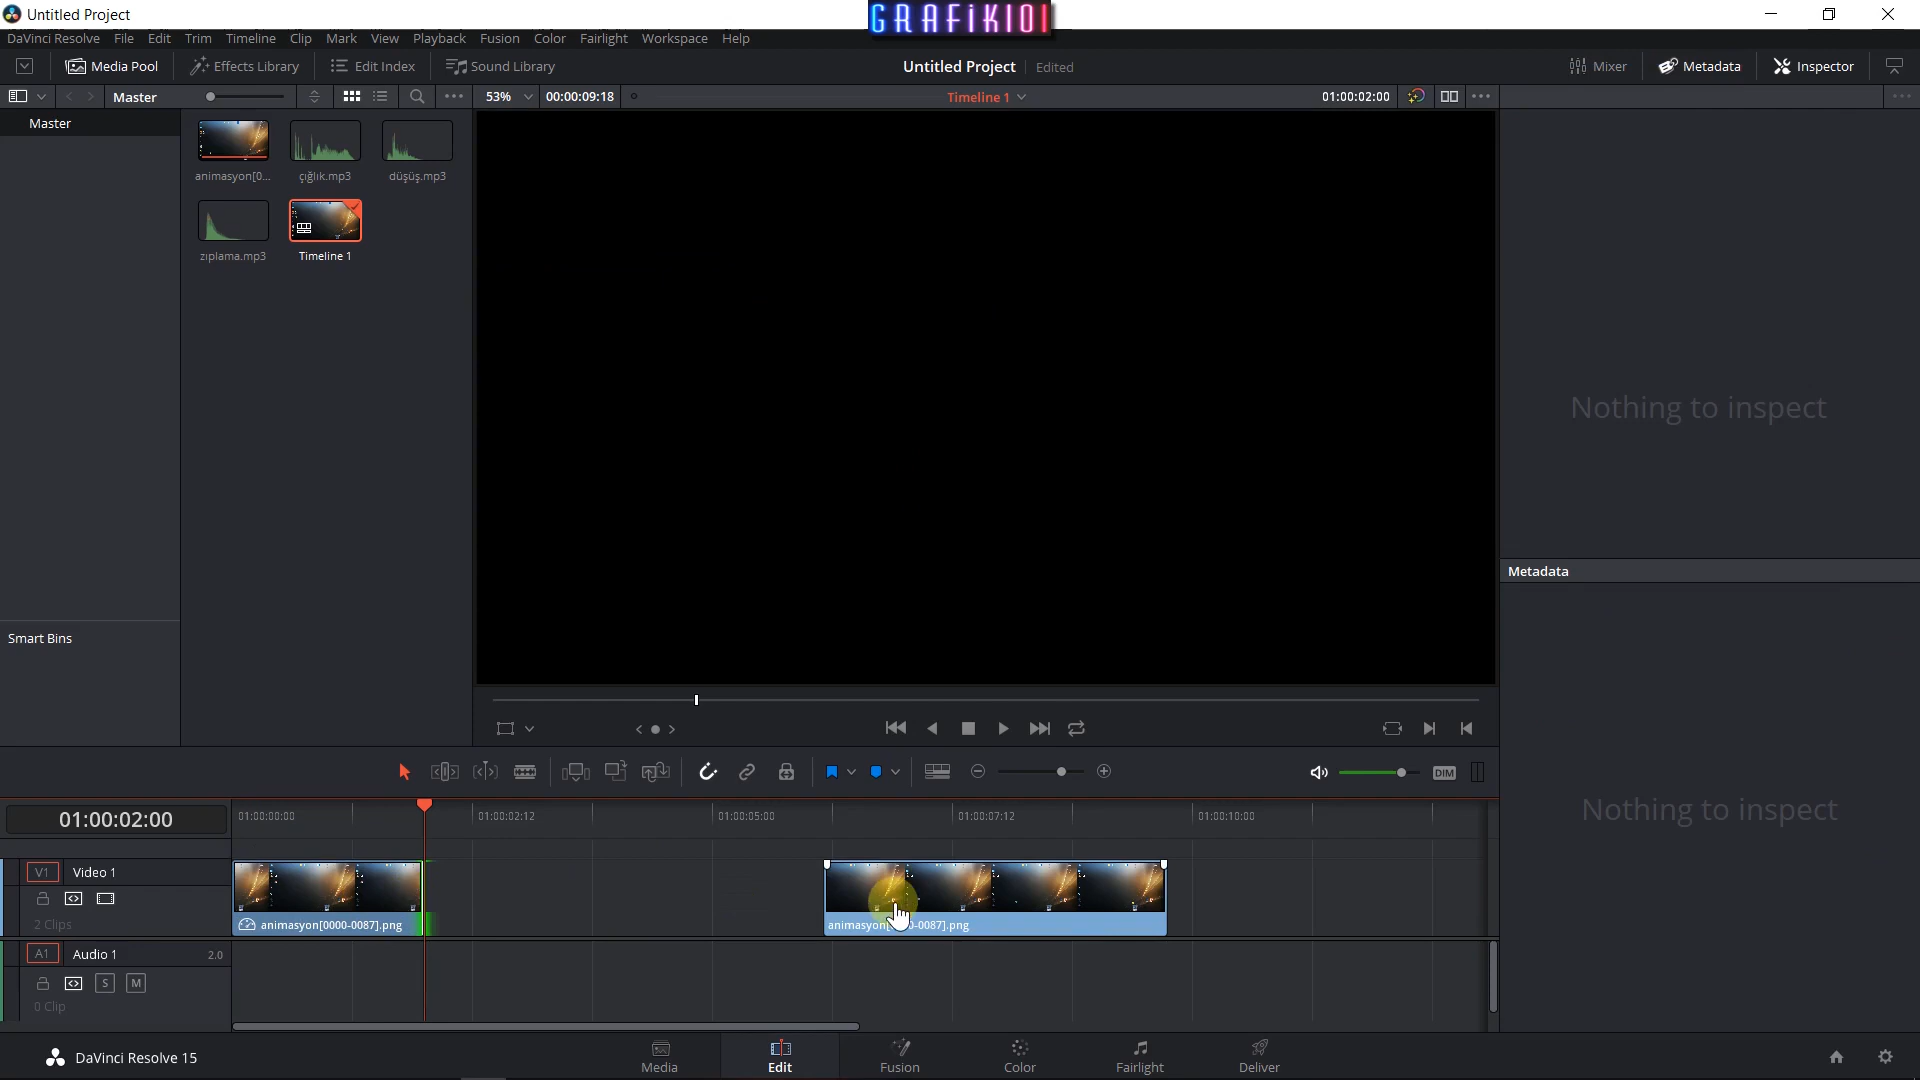 Untitled Project
GRAFİK101
DaVinci Resolve File Edit Trim Timeline Clip Mark View Playback Fusion Color Fairlight Workspace Help
Media Pool Effects Library Edit Index Sound Library Untitled Project Edited Mixer Metadata Inspector
Master 53% 00:00:09:18 Timeline 1 01:00:02:00
Master
animasyon[0... çığlık.mp3 düşüş.mp3
zıplama.mp3 Timeline 1
Nothing to inspect
Metadata
Smart Bins
Nothing to inspect
DIM
01:00:02:00 01:00:00:00 01:00:02:12 01:00:05:00 01:00:07:12 01:00:10:00
V1 Video 1
2 Clips animasyon[0000-0087].png
A1 Audio 1 2.0
S M
0 Clip
DaVinci Resolve 15 Media Edit Fusion Color Fairlight Deliver